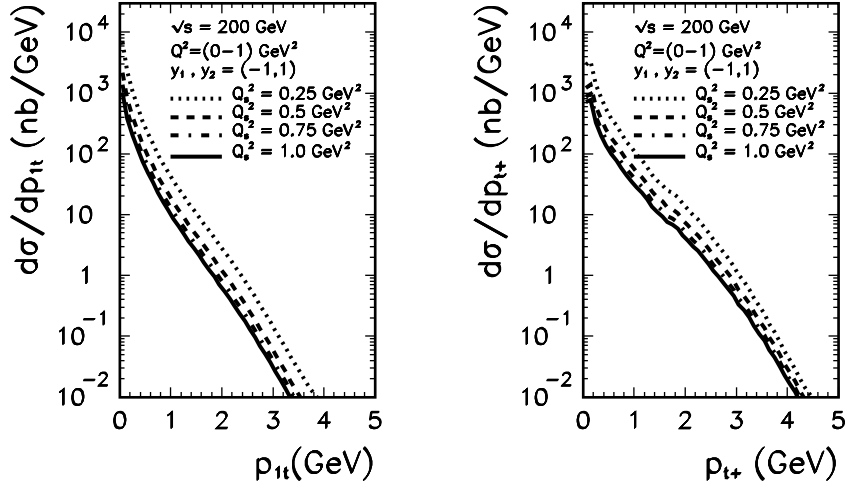 √s = 200 GeV
Q²=(0−1) GeV²
y₁ , y₂ = (−1,1)
Qₛ² = 0.25 GeV²
Qₛ² = 0.5 GeV²
Qₛ² = 0.75 GeV²
Qₛ² = 1.0 GeV²
dσ/dp₁ₜ (nb/GeV)
10⁴
10³
10²
10
1
10⁻¹
10⁻²
0 1 2 3 4 5
p₁ₜ(GeV)
√s = 200 GeV
Q²=(0−1) GeV²
y₁ , y₂ = (−1,1)
Qₛ² = 0.25 GeV²
Qₛ² = 0.5 GeV²
Qₛ² = 0.75 GeV²
Qₛ² = 1.0 GeV²
dσ/dpₜ₊ (nb/GeV)
10⁴
10³
10²
10
1
10⁻¹
10⁻²
0 1 2 3 4 5
pₜ₊ (GeV)